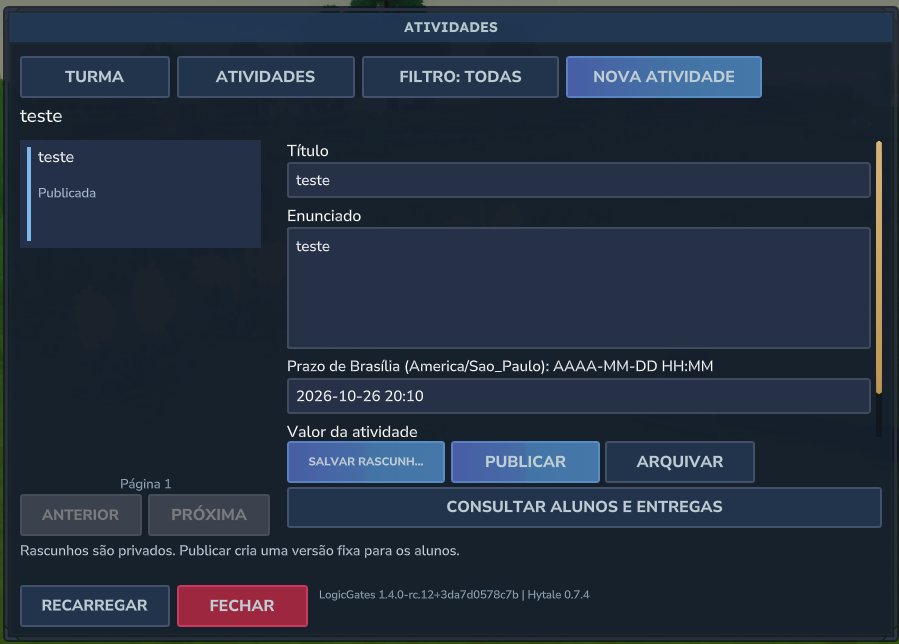 ATIVIDADES
TURMA
ATIVIDADES
FILTRO: TODAS
NOVA ATIVIDADE
teste
teste
Publicada
Título
teste
Enunciado
teste
Prazo de Brasília (America/Sao_Paulo): AAAA-MM-DD HH:MM
2026-10-26 20:10
Valor da atividade
SALVAR RASCUNH...
PUBLICAR
ARQUIVAR
Página 1
ANTERIOR
PRÓXIMA
CONSULTAR ALUNOS E ENTREGAS
Rascunhos são privados. Publicar cria uma versão fixa para os alunos.
RECARREGAR
FECHAR
LogicGates 1.4.0-rc.12+3da7d0578c7b | Hytale 0.7.4